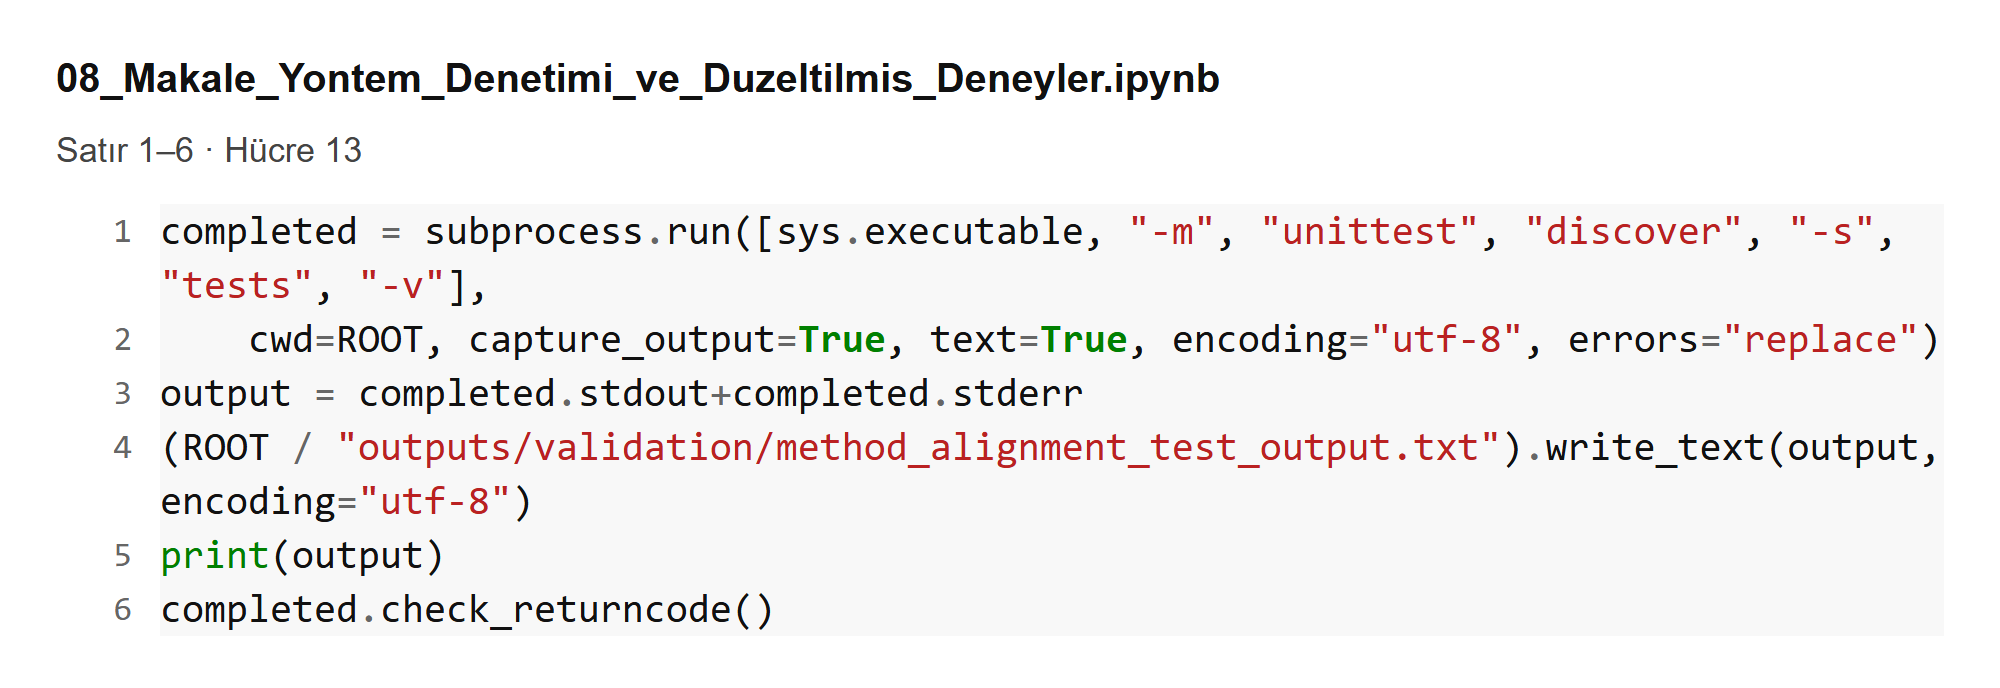 08_Makale_Yontem_Denetimi_ve_Duzeltilmis_Deneyler.ipynb
Satır 1–6 · Hücre 13
1 completed = subprocess.run([sys.executable, "-m", "unittest", "discover", "-s",
"tests", "-v"],
2     cwd=ROOT, capture_output=True, text=True, encoding="utf-8", errors="replace")
3 output = completed.stdout+completed.stderr
4 (ROOT / "outputs/validation/method_alignment_test_output.txt").write_text(output,
encoding="utf-8")
5 print(output)
6 completed.check_returncode()